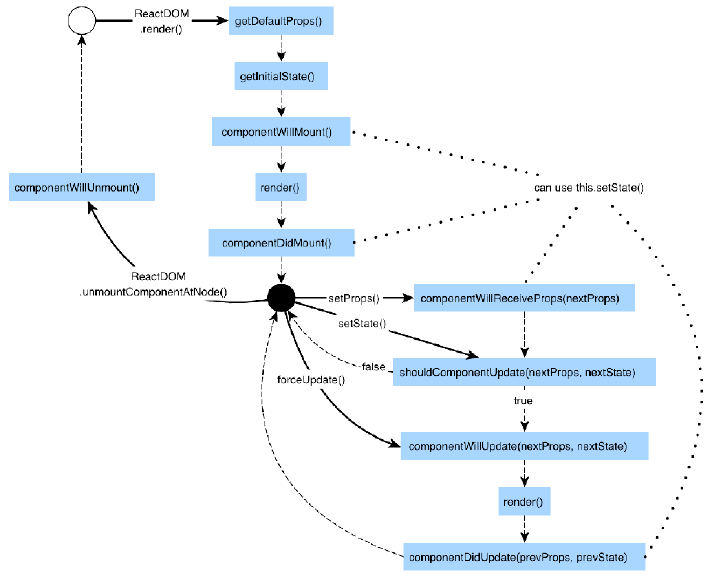 ReactDOM
.render()
getDefaultProps()
getInitialState()
componentWillMount()
componentWillUnmount()
render()
can use this.setState()
componentDidMount()
ReactDOM
.unmountComponentAtNode()
setProps()
componentWillReceiveProps(nextProps)
setState()
false
shouldComponentUpdate(nextProps, nextState)
forceUpdate()
true
componentWillUpdate(nextProps, nextState)
render()
componentDidUpdate(prevProps, prevState)